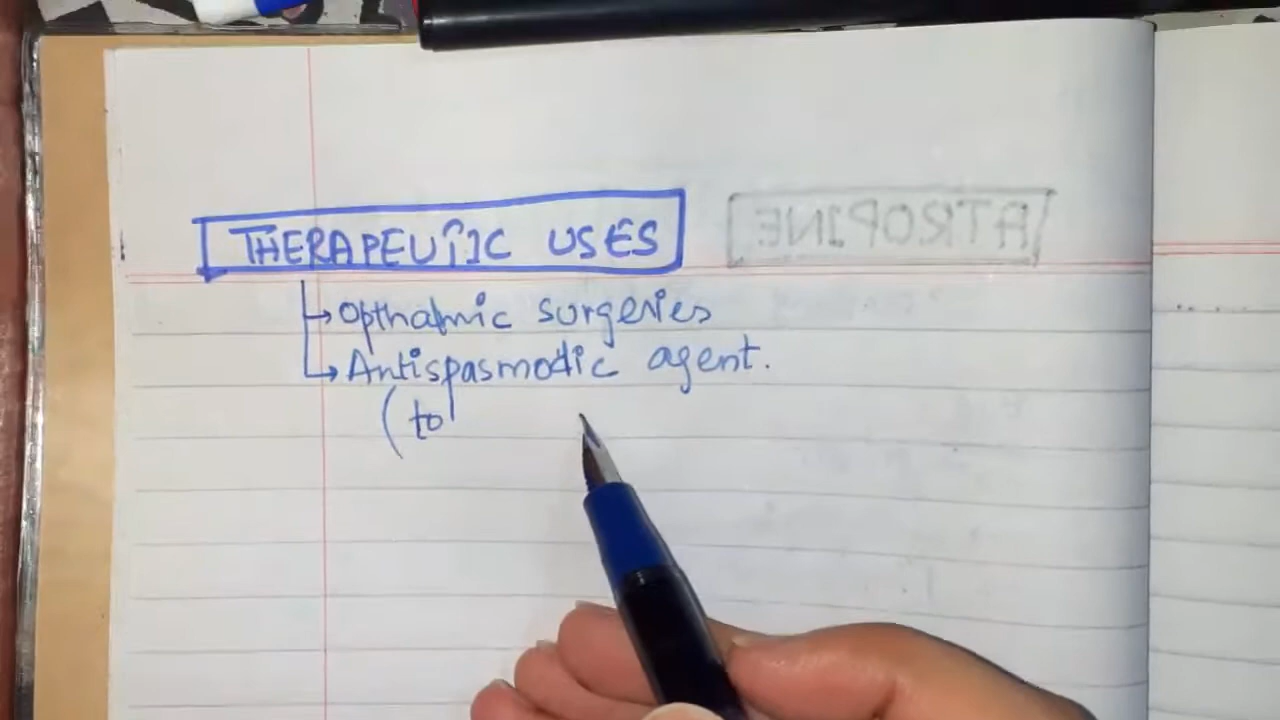 THERAPEUTIC USES
ATROPINE
→ Opthalmic surgeries
→ Antispasmodic agent.
(to